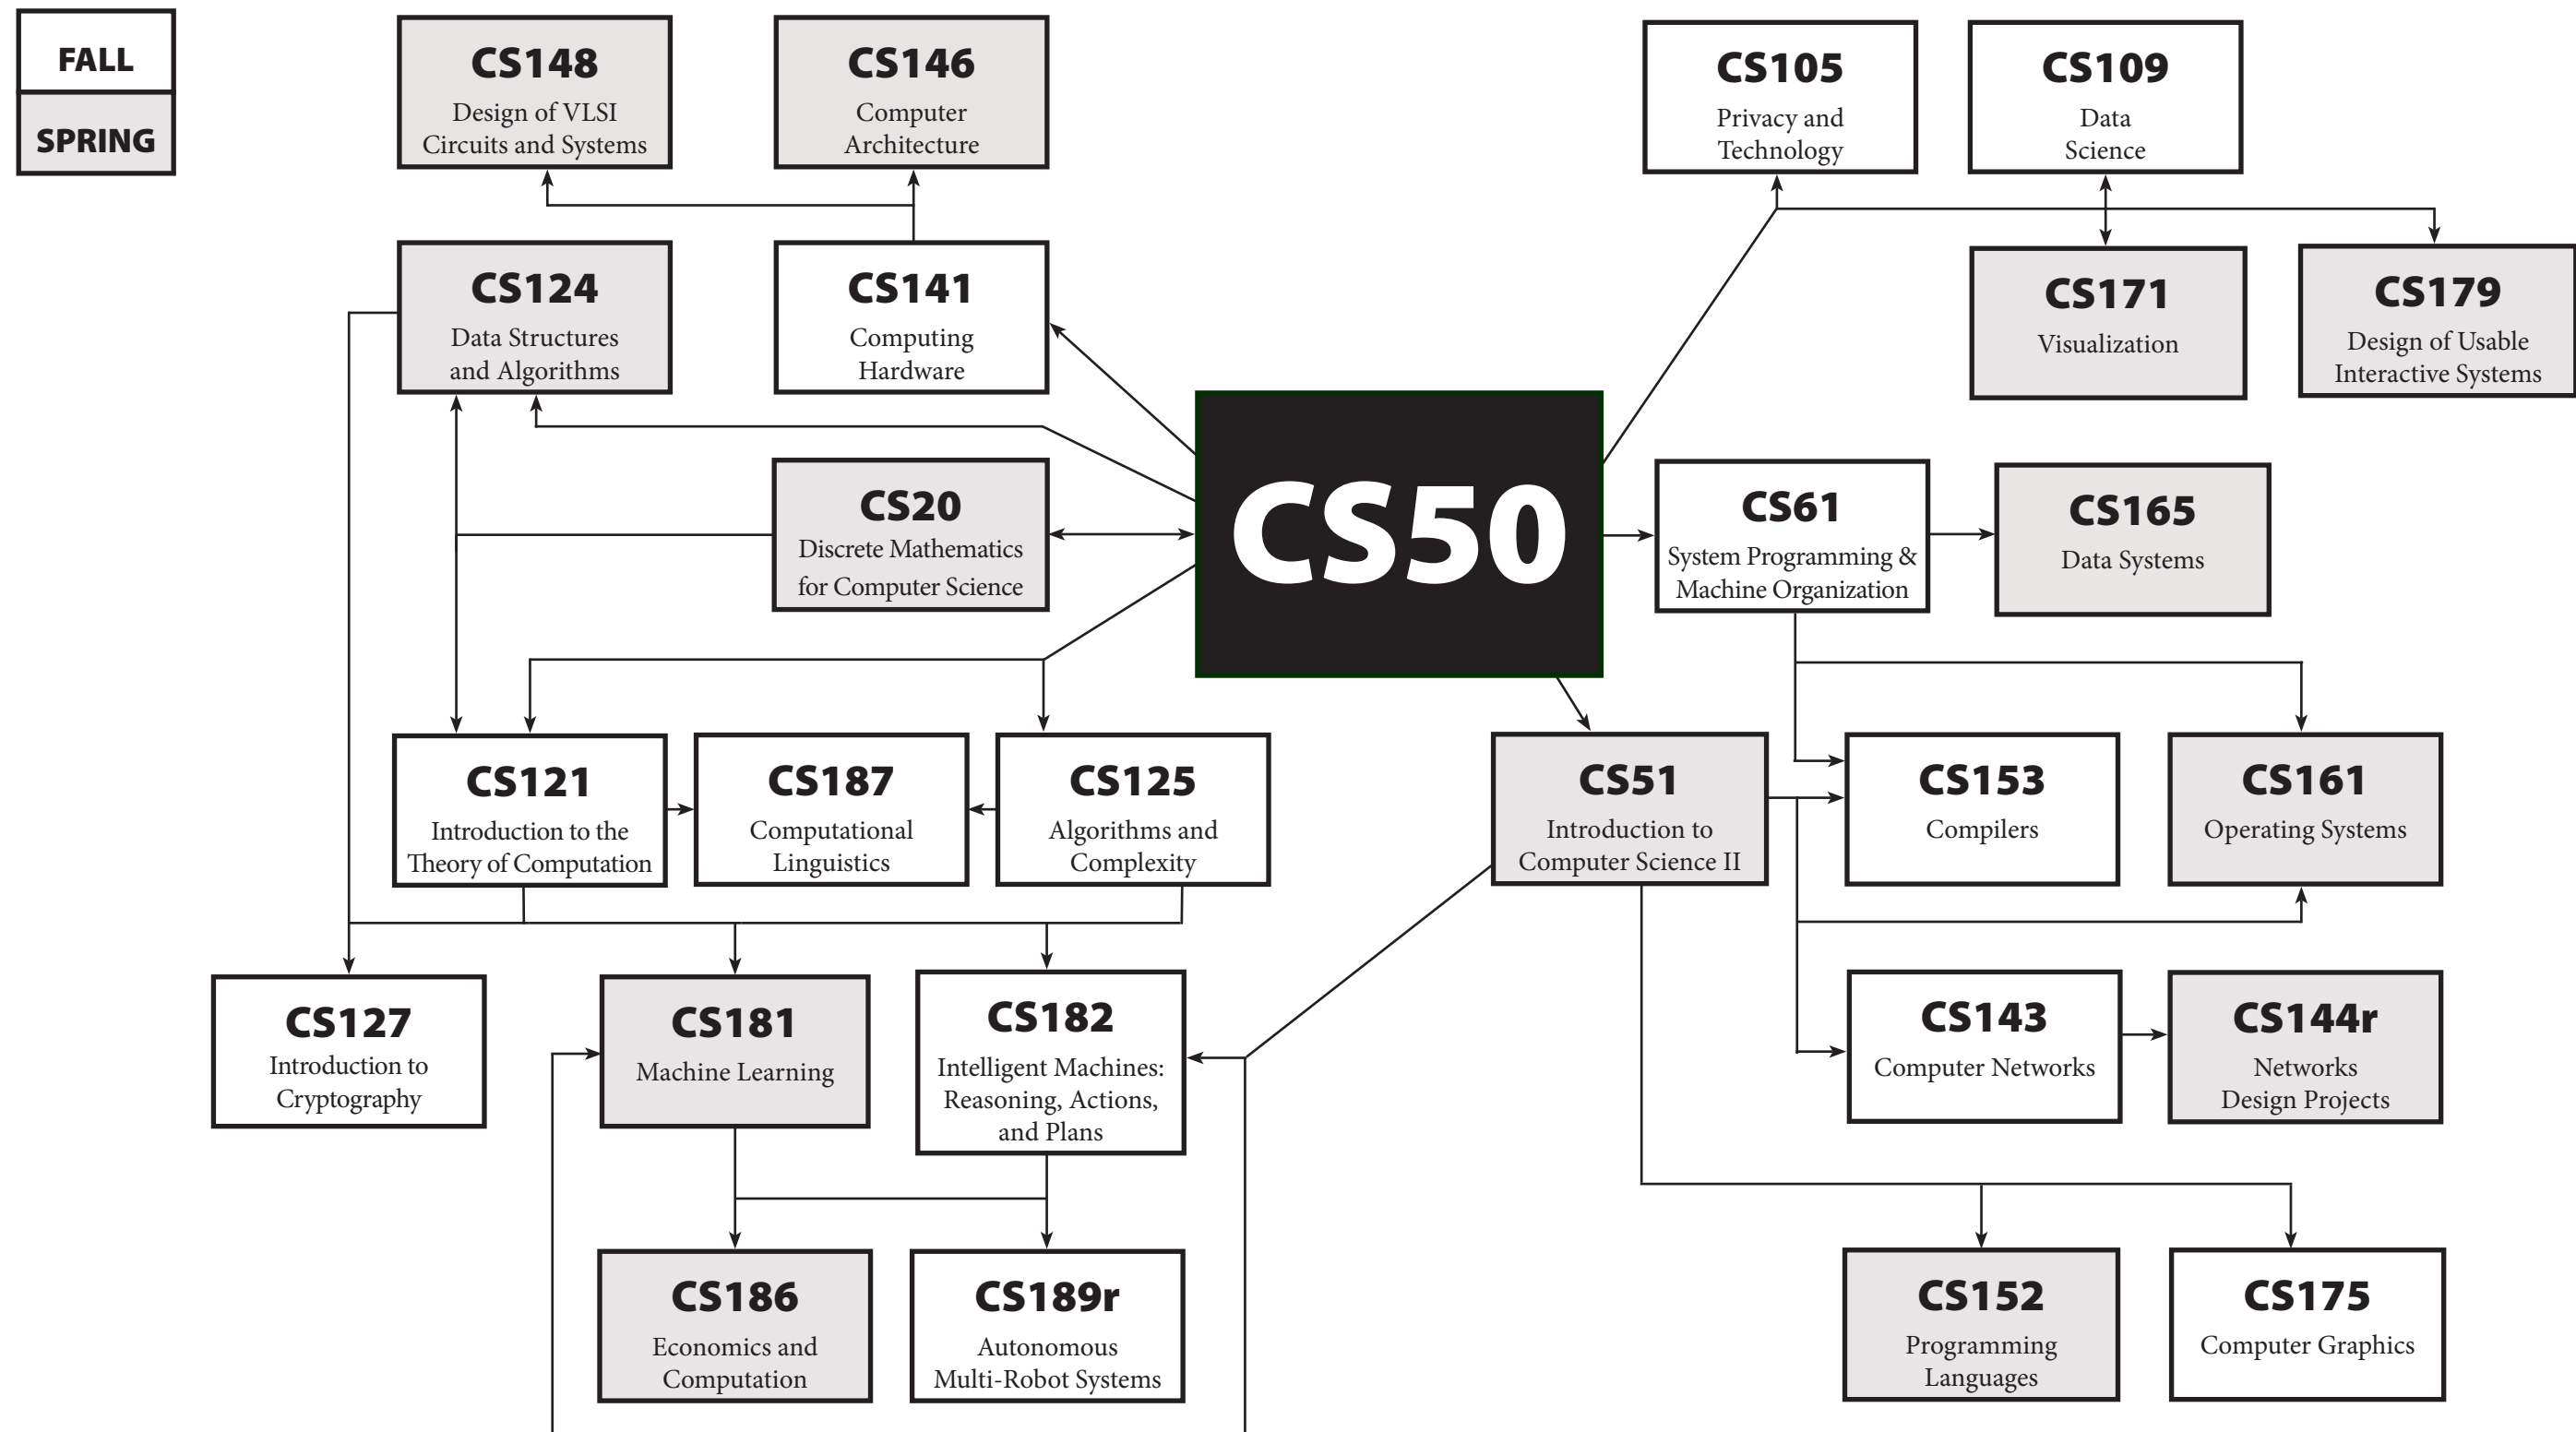 FALL
SPRING
CS148
Design of VLSI
Circuits and Systems
CS146
Computer
Architecture
CS105
Privacy and
Technology
CS109
Data
Science
CS124
Data Structures
and Algorithms
CS141
Computing
Hardware
CS171
Visualization
CS179
Design of Usable
Interactive Systems
CS20
Discrete Mathematics
for Computer Science
CS50
CS61
System Programming &
Machine Organization
CS165
Data Systems
CS121
Introduction to the
Theory of Computation
CS187
Computational
Linguistics
CS125
Algorithms and
Complexity
CS51
Introduction to
Computer Science II
CS153
Compilers
CS161
Operating Systems
CS127
Introduction to
Cryptography
CS181
Machine Learning
CS182
Intelligent Machines:
Reasoning, Actions,
and Plans
CS143
Computer Networks
CS144r
Networks
Design Projects
CS186
Economics and
Computation
CS189r
Autonomous
Multi-Robot Systems
CS152
Programming
Languages
CS175
Computer Graphics